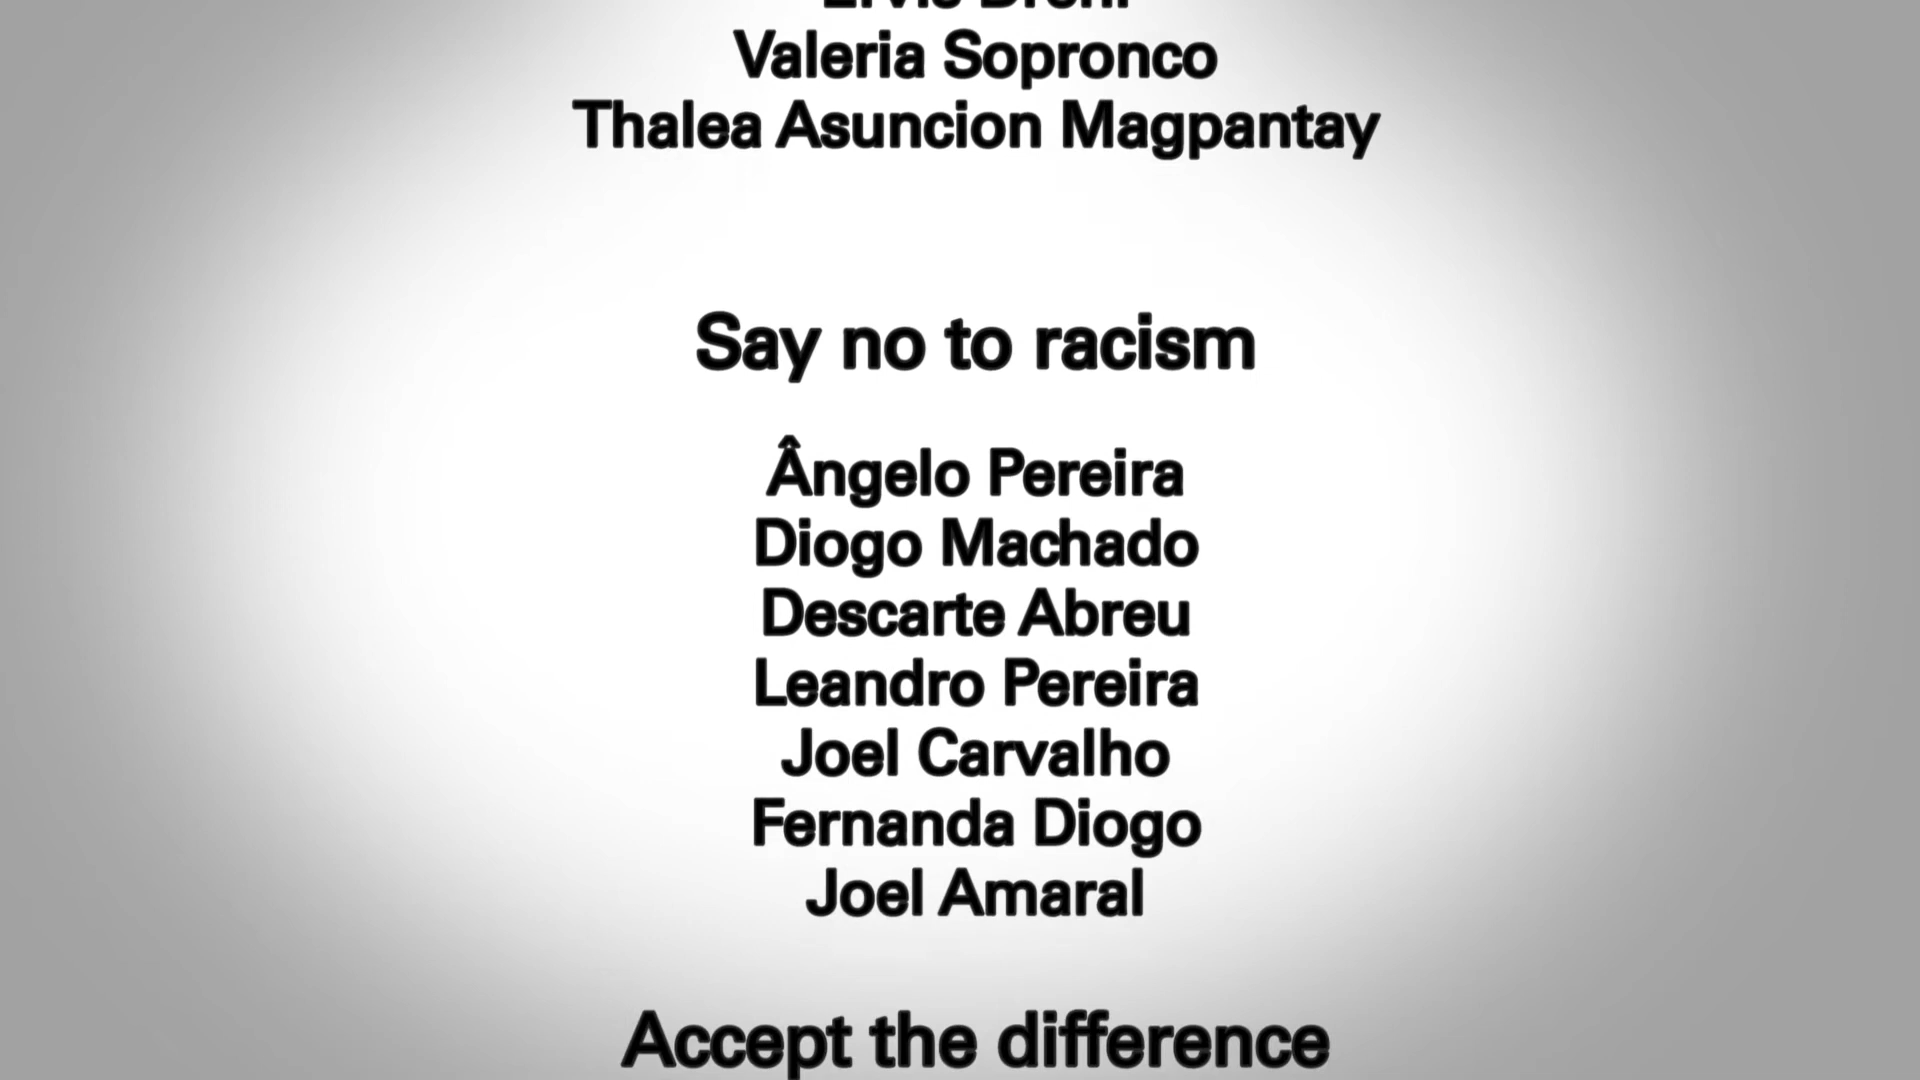 Valeria Sopronco
Thalea Asuncion Magpantay
Say no to racism
Ângelo Pereira
Diogo Machado
Descarte Abreu
Leandro Pereira
Joel Carvalho
Fernanda Diogo
Joel Amaral
Accept the difference